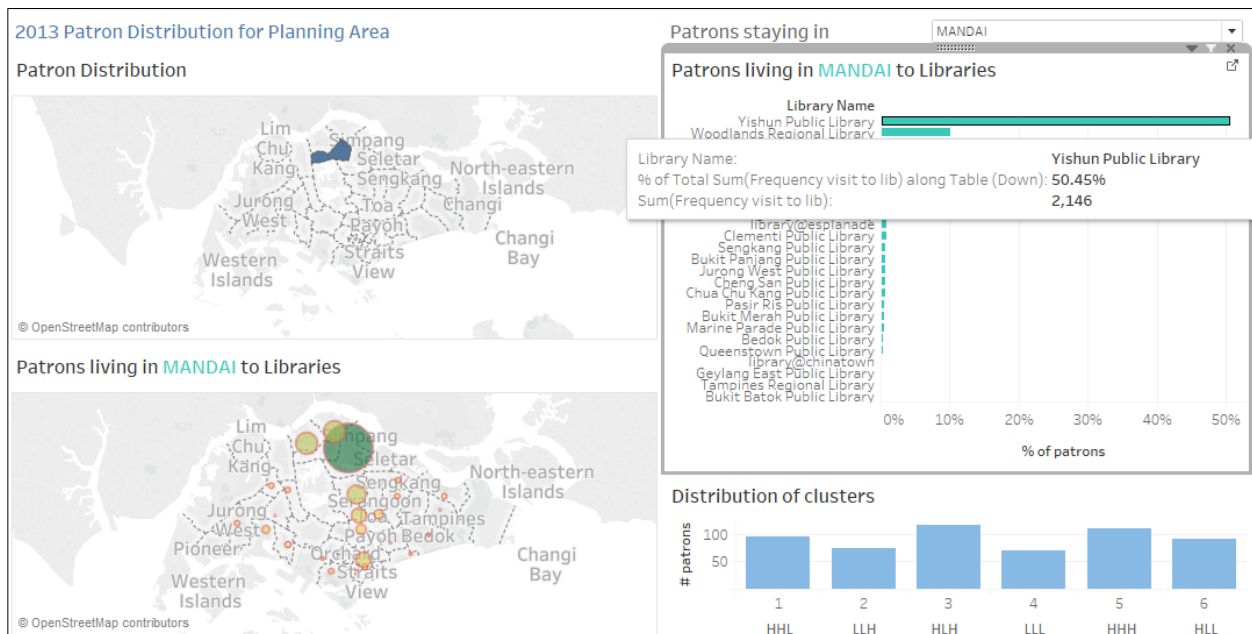 2013 Patron Distribution for Planning Area
Patrons staying in
MANDAI
Patron Distribution
Lim
Chu
Kang
Simpang
Seletar
Sengkang
North-eastern
Islands
Changi
Jurong
West
Toa
Payoh
Straits
View
Western
Islands
Changi
Bay
© OpenStreetMap contributors
Patrons living in MANDAI to Libraries
Lim
Chu
Kang
Seletar
Sengkang
Serangoon
North-eastern
Islands
Jurong
West
Pioneer
Toa
Payoh
Tampines
Bedok
Orchard
Straits
View
Western
Islands
Changi
Bay
© OpenStreetMap contributors
Patrons living in MANDAI to Libraries
Library Name
Yishun Public Library
Woodlands Regional Library
Library Name: Yishun Public Library
% of Total Sum(Frequency visit to lib) along Table (Down): 50.45%
Sum(Frequency visit to lib): 2,146
library@esplanade
Clementi Public Library
Sengkang Public Library
Bukit Panjang Public Library
Jurong West Public Library
Cheng San Public Library
Chua Chu Kang Public Library
Pasir Ris Public Library
Bukit Merah Public Library
Marine Parade Public Library
Bedok Public Library
Queenstown Public Library
library@chinatown
Geylang East Public Library
Tampines Regional Library
Bukit Batok Public Library
0% 10% 20% 30% 40% 50%
% of patrons
Distribution of clusters
# patrons
100
50
1 2 3 4 5 6
HHL LLH HLH LLL HHH HLL